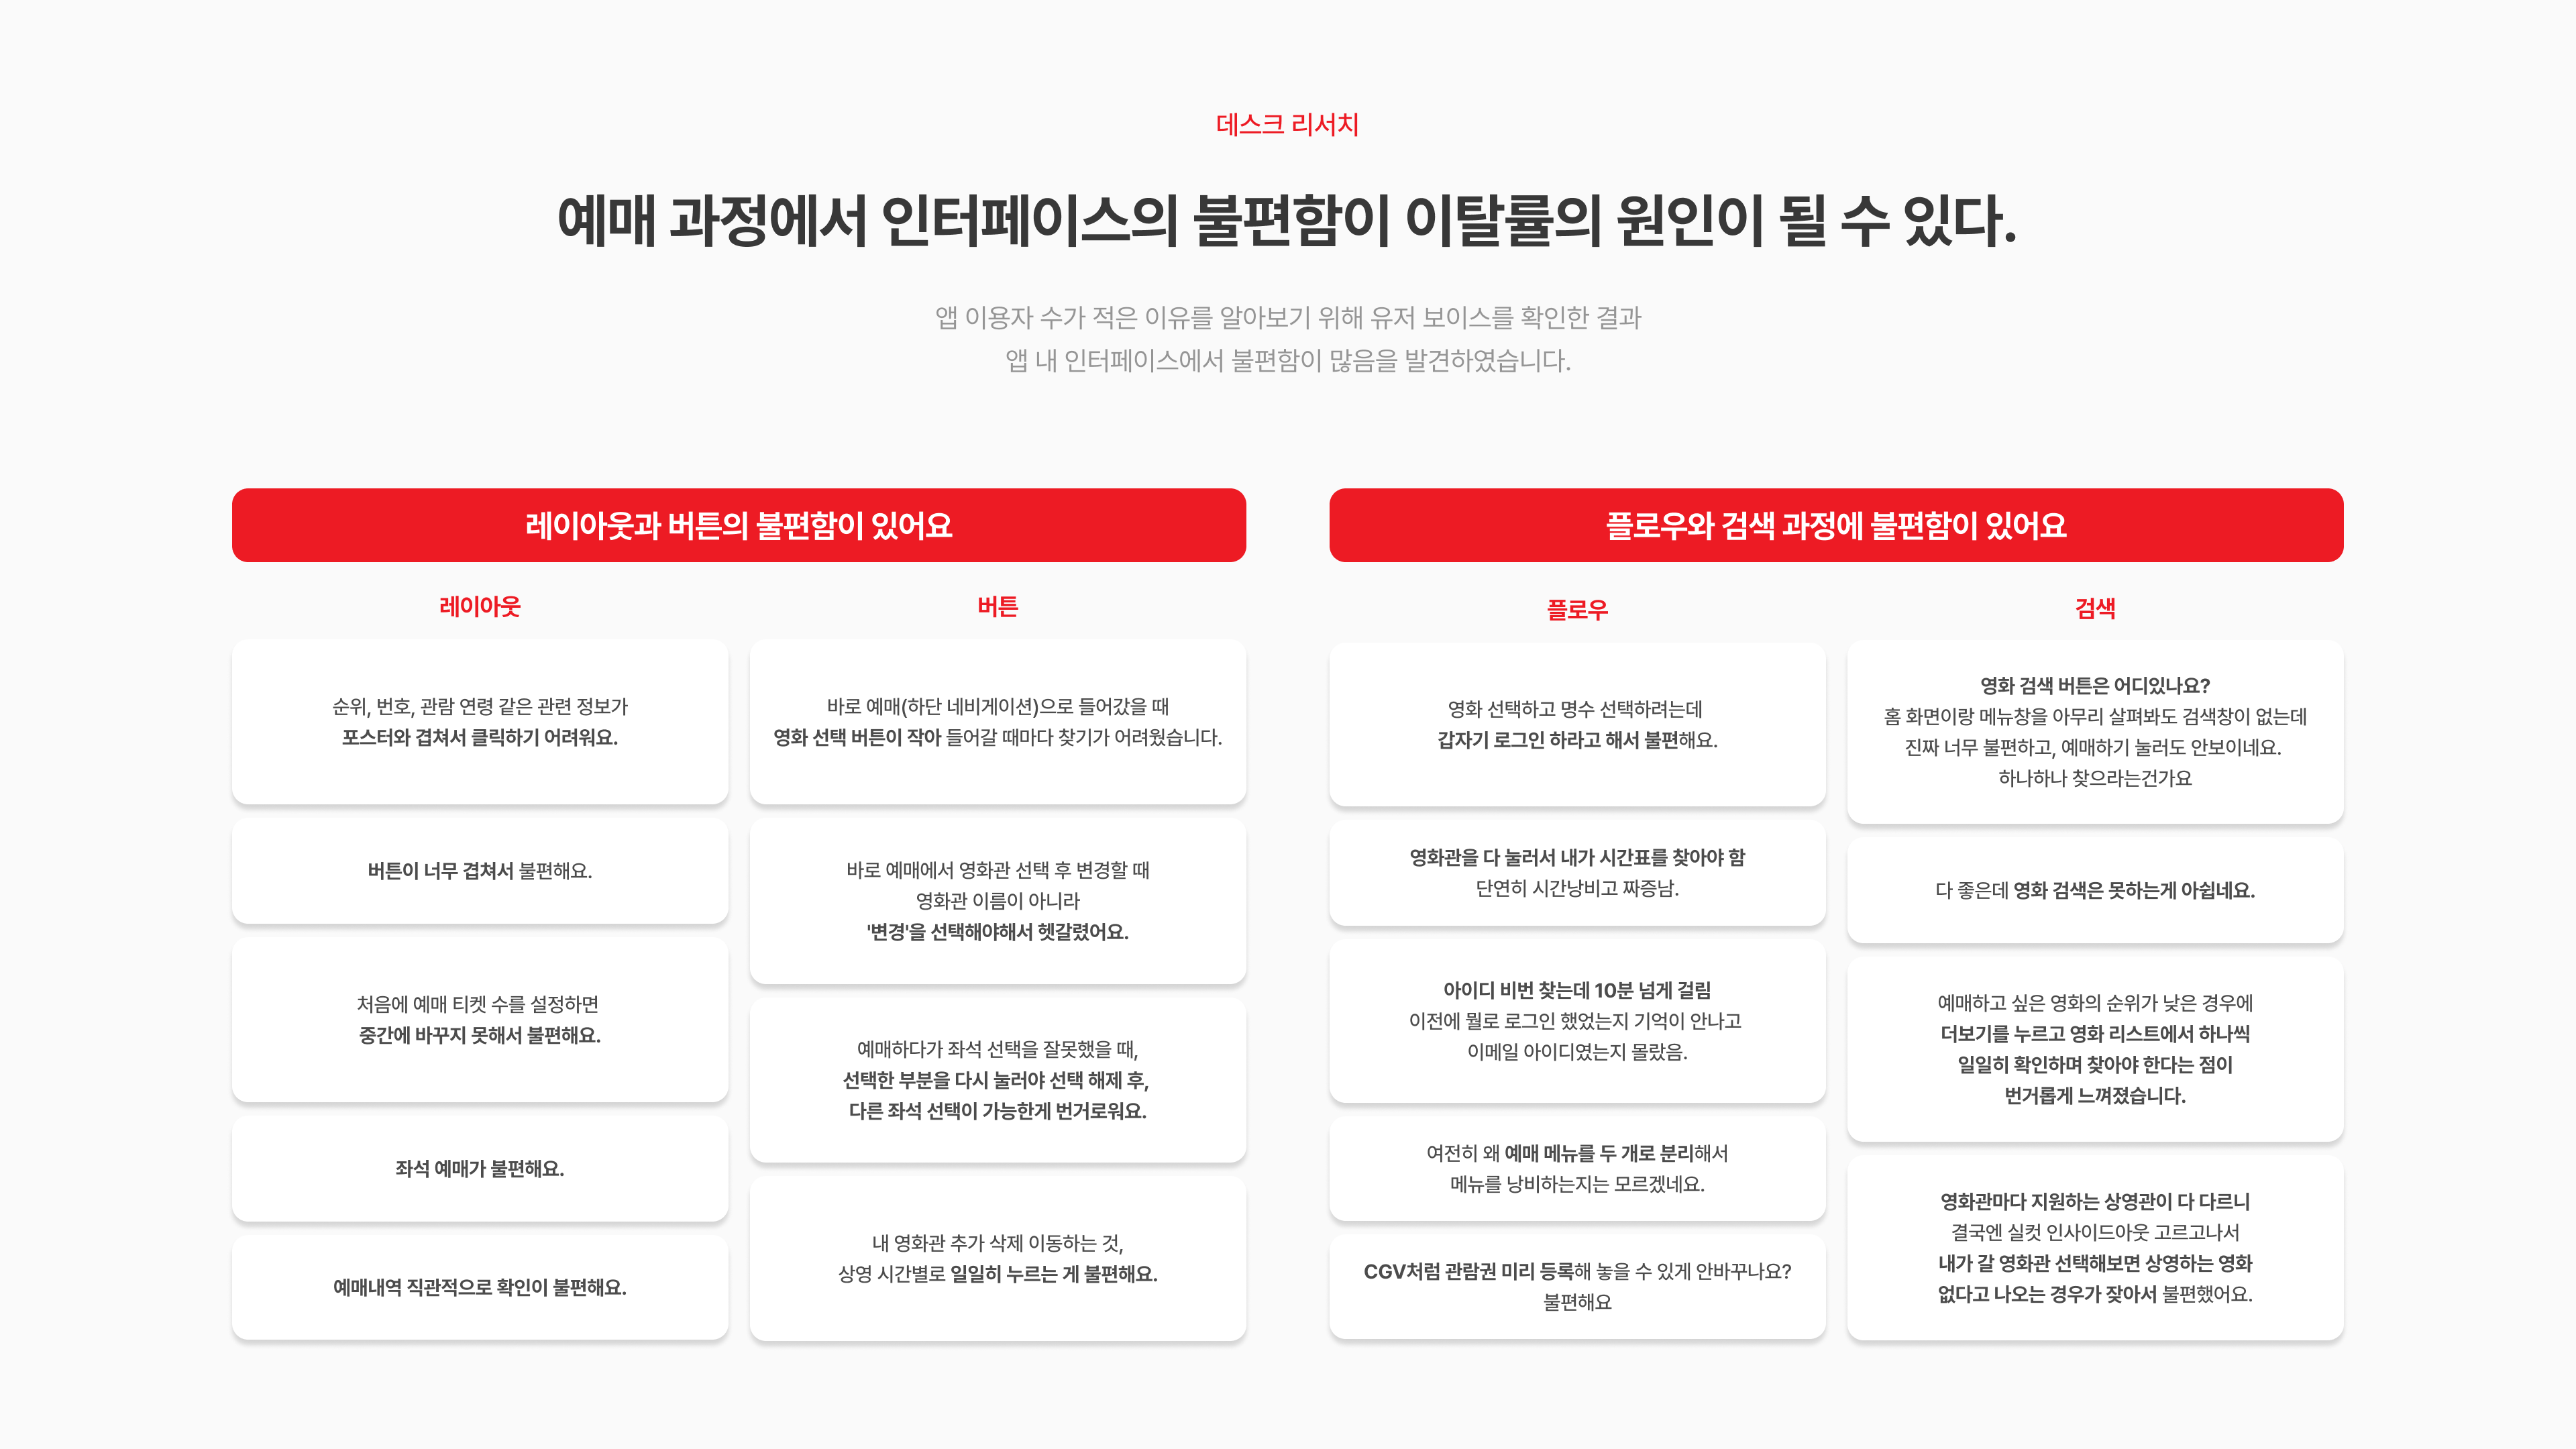 데스크 리서치
예매 과정에서 인터페이스의 불편함이 이탈률의 원인이 될 수 있다.
앱 이용자 수가 적은 이유를 알아보기 위해 유저 보이스를 확인한 결과
앱 내 인터페이스에서 불편함이 많음을 발견하였습니다.
레이아웃과 버튼의 불편함이 있어요
레이아웃
순위, 번호, 관람 연령 같은 관련 정보가
포스터와 겹쳐서 클릭하기 어려워요.
버튼이 너무 겹쳐서 불편해요.
처음에 예매 티켓 수를 설정하면
중간에 바꾸지 못해서 불편해요.
좌석 예매가 불편해요.
예매내역 직관적으로 확인이 불편해요.
버튼
바로 예매(하단 네비게이션)으로 들어갔을 때
영화 선택 버튼이 작아 들어갈 때마다 찾기가 어려웠습니다.
바로 예매에서 영화관 선택 후 변경할 때
영화관 이름이 아니라
'변경'을 선택해야해서 헷갈렸어요.
예매하다가 좌석 선택을 잘못했을 때,
선택한 부분을 다시 눌러야 선택 해제 후,
다른 좌석 선택이 가능한게 번거로워요.
내 영화관 추가 삭제 이동하는 것,
상영 시간별로 일일히 누르는 게 불편해요.
플로우와 검색 과정에 불편함이 있어요
플로우
영화 선택하고 명수 선택하려는데
갑자기 로그인 하라고 해서 불편해요.
영화관을 다 눌러서 내가 시간표를 찾아야 함
단연히 시간낭비고 짜증남.
아이디 비번 찾는데 10분 넘게 걸림
이전에 뭘로 로그인 했었는지 기억이 안나고
이메일 아이디였는지 몰랐음.
여전히 왜 예매 메뉴를 두 개로 분리해서
메뉴를 낭비하는지는 모르겠네요.
CGV처럼 관람권 미리 등록해 놓을 수 있게 안바꾸나요?
불편해요
검색
영화 검색 버튼은 어디있나요?
홈 화면이랑 메뉴창을 아무리 살펴봐도 검색창이 없는데
진짜 너무 불편하고, 예매하기 눌러도 안보이네요.
하나하나 찾으라는건가요
다 좋은데 영화 검색은 못하는게 아쉽네요.
예매하고 싶은 영화의 순위가 낮은 경우에
더보기를 누르고 영화 리스트에서 하나씩
일일히 확인하며 찾아야 한다는 점이
번거롭게 느껴졌습니다.
영화관마다 지원하는 상영관이 다 다르니
결국엔 실컷 인사이드아웃 고르고나서
내가 갈 영화관 선택해보면 상영하는 영화
없다고 나오는 경우가 잦아서 불편했어요.